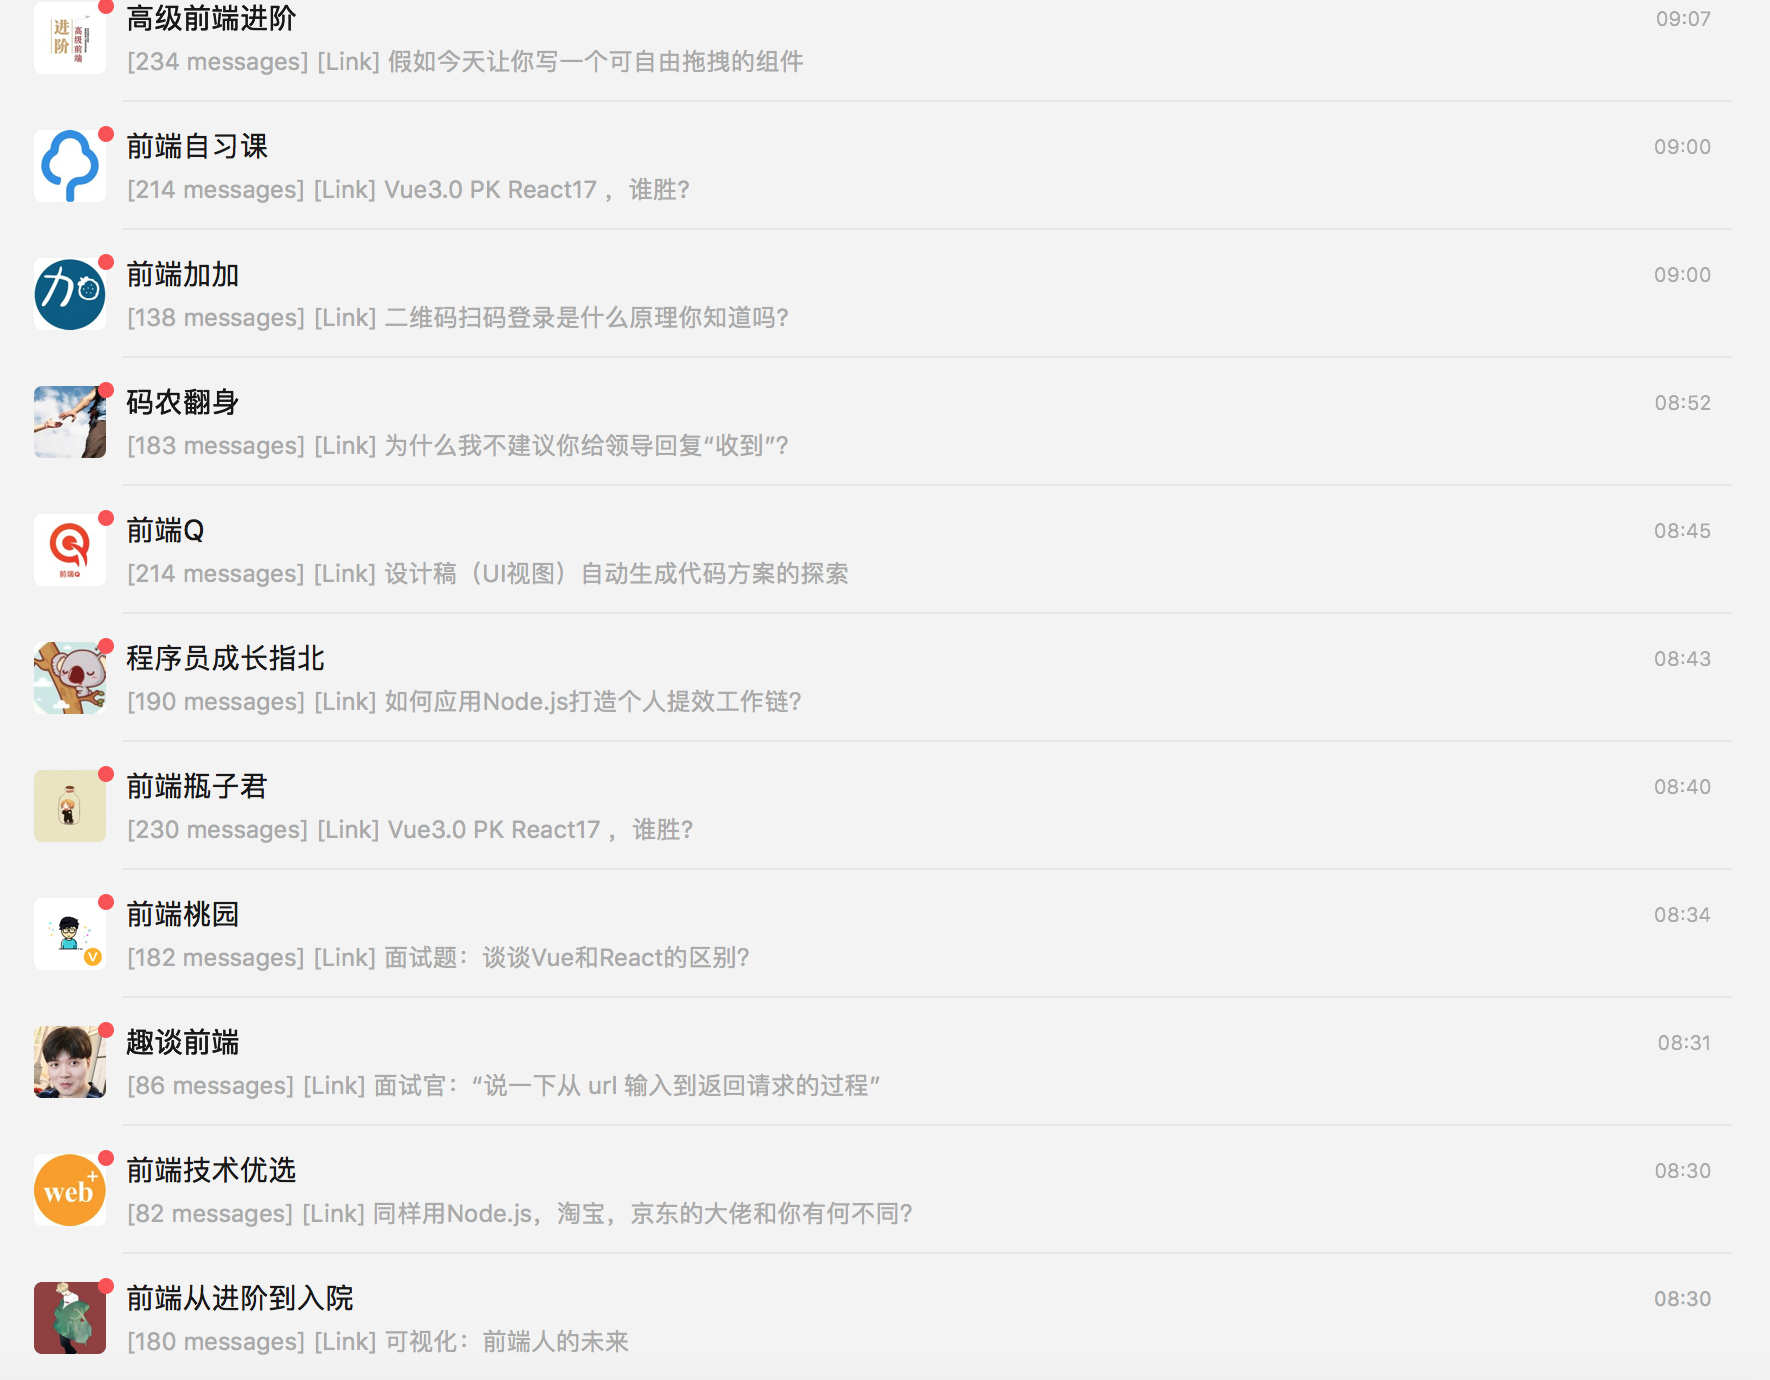 进阶
高级前端
高级前端进阶
09:07
[234 messages] [Link] 假如今天让你写一个可自由拖拽的组件
前端自习课
09:00
[214 messages] [Link] Vue3.0 PK React17 ，谁胜?
加
前端加加
09:00
[138 messages] [Link] 二维码扫码登录是什么原理你知道吗?
码农翻身
08:52
[183 messages] [Link] 为什么我不建议你给领导回复“收到”?
前端Q
前端Q
08:45
[214 messages] [Link] 设计稿（UI视图）自动生成代码方案的探索
程序员成长指北
08:43
[190 messages] [Link] 如何应用Node.js打造个人提效工作链?
前端瓶子君
08:40
[230 messages] [Link] Vue3.0 PK React17 ，谁胜?
前端桃园
08:34
V
[182 messages] [Link] 面试题：谈谈Vue和React的区别?
趣谈前端
08:31
[86 messages] [Link] 面试官：“说一下从 url 输入到返回请求的过程”
web+
前端技术优选
08:30
[82 messages] [Link] 同样用Node.js，淘宝，京东的大佬和你有何不同?
前端从进阶到入院
08:30
[180 messages] [Link] 可视化：前端人的未来